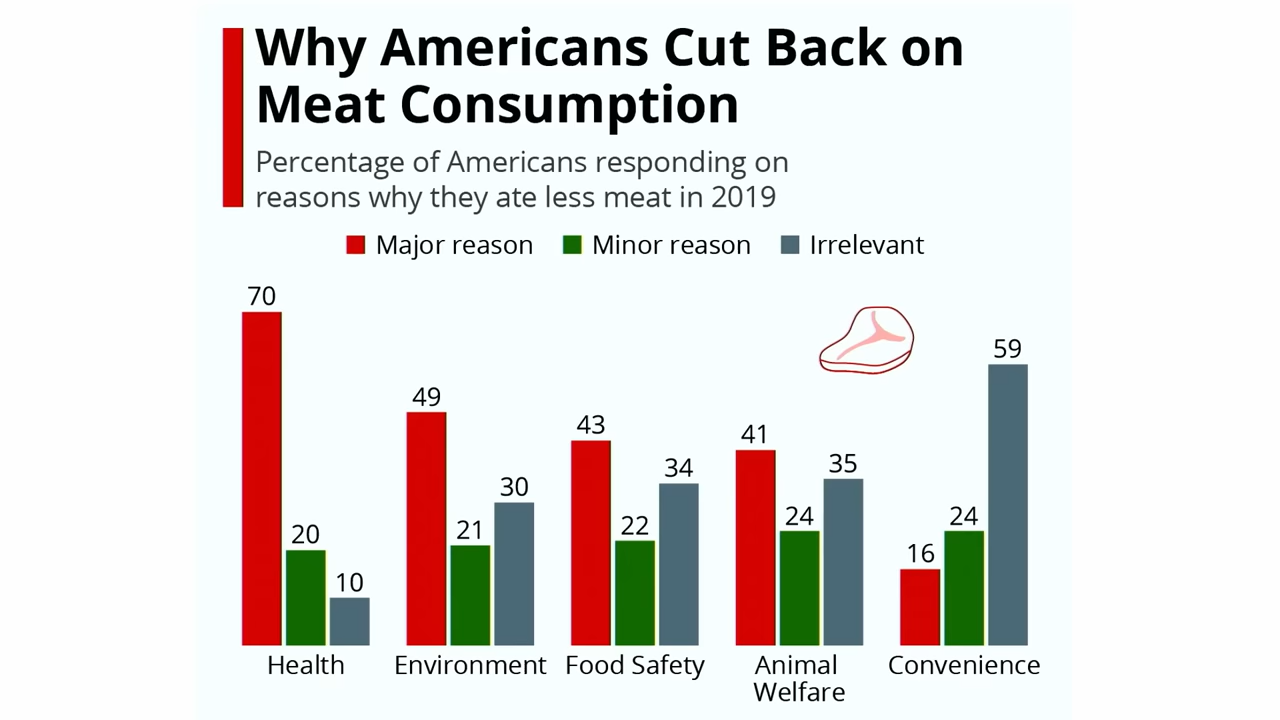 Why Americans Cut Back on
Meat Consumption
Percentage of Americans responding on
reasons why they ate less meat in 2019
Major reason Minor reason Irrelevant
70
20
10
49
21
30
43
22
34
41
24
35
16
24
59
Health
Environment
Food Safety
Animal
Welfare
Convenience